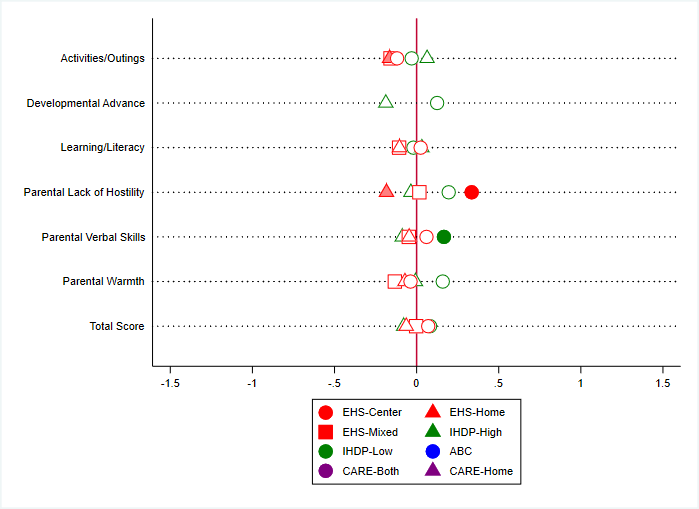 Activities/Outings
Developmental Advance
Learning/Literacy
Parental Lack of Hostility
Parental Verbal Skills
Parental Warmth
Total Score
-1.5 -1 -.5 0 .5 1 1.5
EHS-Center EHS-Home
EHS-Mixed IHDP-High
IHDP-Low ABC
CARE-Both CARE-Home